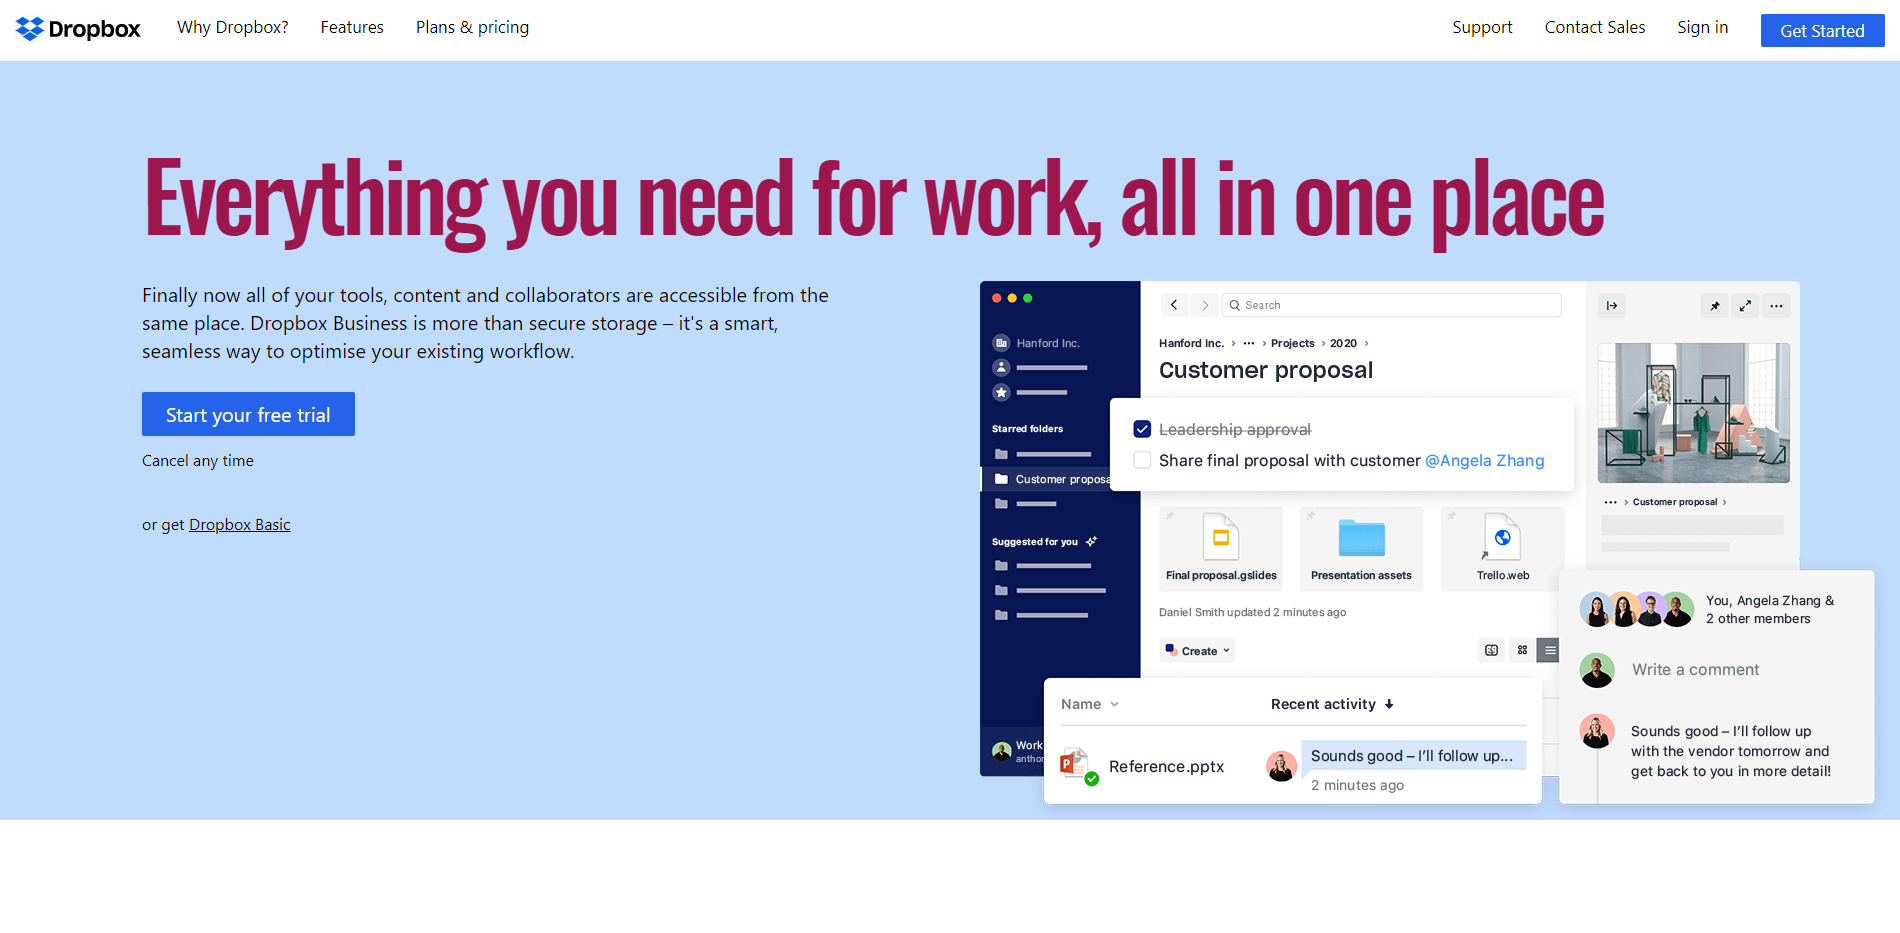 Dropbox
Why Dropbox?
Features
Plans & pricing
Support
Contact Sales
Sign in
Get Started
Everything you need for work, all in one place
Finally now all of your tools, content and collaborators are accessible from the
same place. Dropbox Business is more than secure storage – it's a smart,
seamless way to optimise your existing workflow.
Start your free trial
Cancel any time
or get Dropbox Basic
Hanford Inc.
Starred folders
Customer proposa
Suggested for you
Work
anthon
Search
Hanford Inc. > ··· > Projects > 2020 >
Customer proposal
Leadership approval
Share final proposal with customer @Angela Zhang
Final proposal.gslides
Presentation assets
Trello.web
Daniel Smith updated 2 minutes ago
Create
Name
Recent activity
P
Reference.pptx
Sounds good – I’ll follow up...
2 minutes ago
··· > Customer proposal >
You, Angela Zhang &
2 other members
Write a comment
Sounds good – I’ll follow up
with the vendor tomorrow and
get back to you in more detail!